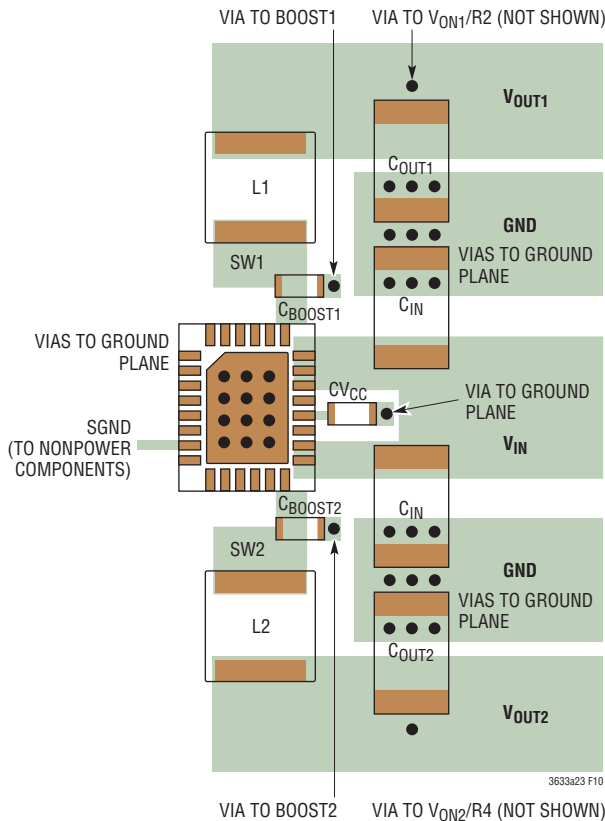 VIA TO BOOST1
VIA TO VON1/R2 (NOT SHOWN)
VOUT1
COUT1
L1
GND
VIAS TO GROUND
PLANE
SW1
CBOOST1
CIN
VIAS TO GROUND
PLANE
CVCC
VIA TO GROUND
PLANE
SGND
(TO NONPOWER
COMPONENTS)
VIN
CBOOST2
CIN
SW2
GND
VIAS TO GROUND
PLANE
L2
COUT2
VOUT2
3633a23 F10
VIA TO BOOST2
VIA TO VON2/R4 (NOT SHOWN)